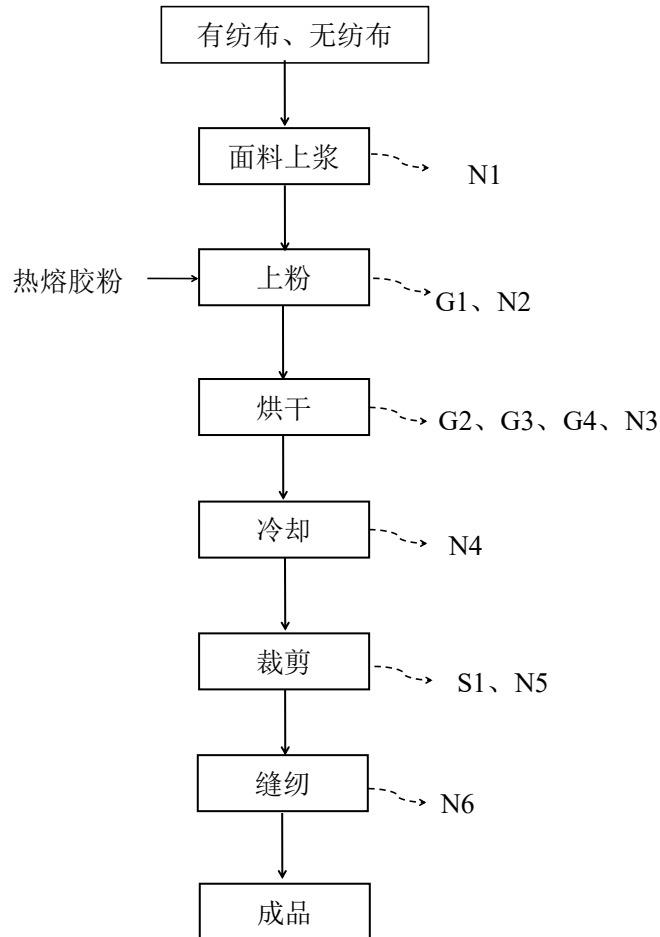 有纺布、无纺布
面料上浆
N1
热熔胶粉
上粉
G1、N2
烘干
G2、G3、G4、N3
冷却
N4
裁剪
S1、N5
缝纫
N6
成品